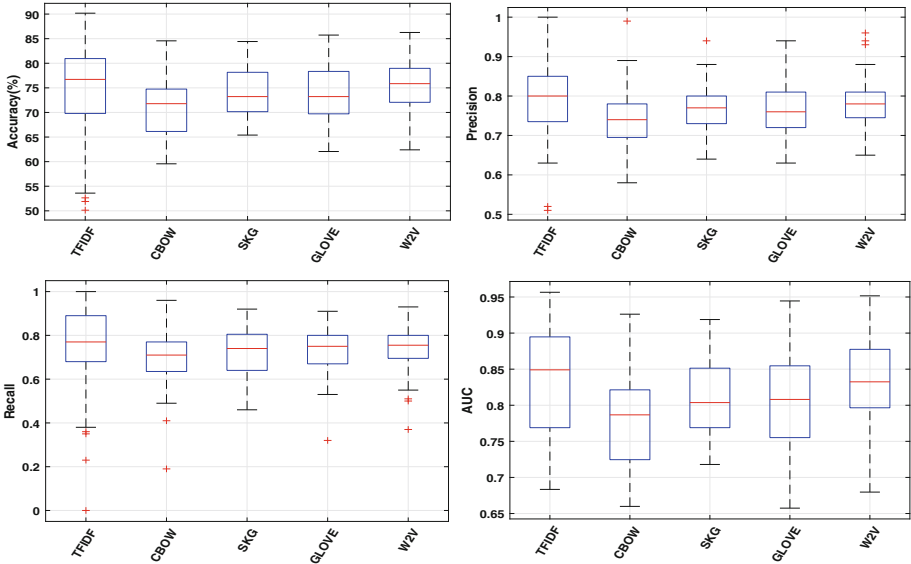 90
85
80
75
70
65
60
55
50
Accuracy(%)
TFIDF
CBOW
SKG
GLOVE
W2V
1
0.9
0.8
0.7
0.6
0.5
Precision
TFIDF
CBOW
SKG
GLOVE
W2V
1
0.8
0.6
0.4
0.2
0
Recall
TFIDF
CBOW
SKG
GLOVE
W2V
0.95
0.9
0.85
0.8
0.75
0.7
0.65
AUC
TFIDF
CBOW
SKG
GLOVE
W2V